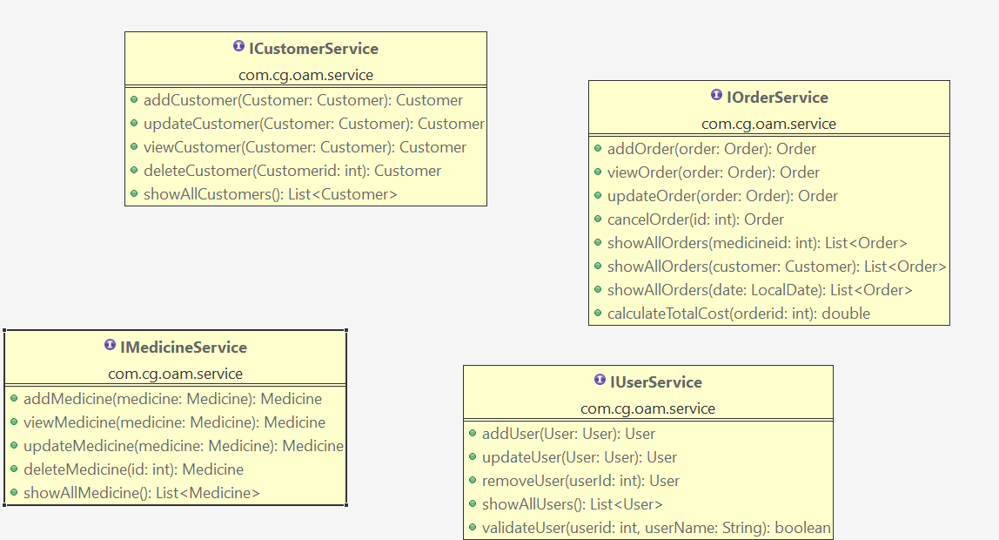 ICustomerService
com.cg.oam.service
addCustomer(Customer: Customer): Customer
updateCustomer(Customer: Customer): Customer
viewCustomer(Customer: Customer): Customer
deleteCustomer(Customerid: int): Customer
showAllCustomers(): List<Customer>
IOrderService
com.cg.oam.service
addOrder(order: Order): Order
viewOrder(order: Order): Order
updateOrder(order: Order): Order
cancelOrder(id: int): Order
showAllOrders(medicineid: int): List<Order>
showAllOrders(customer: Customer): List<Order>
showAllOrders(date: LocalDate): List<Order>
calculateTotalCost(orderid: int): double
IMedicineService
com.cg.oam.service
addMedicine(medicine: Medicine): Medicine
viewMedicine(medicine: Medicine): Medicine
updateMedicine(medicine: Medicine): Medicine
deleteMedicine(id: int): Medicine
showAllMedicine(): List<Medicine>
IUserService
com.cg.oam.service
addUser(User: User): User
updateUser(User: User): User
removeUser(userId: int): User
showAllUsers(): List<User>
validateUser(userid: int, userName: String): boolean